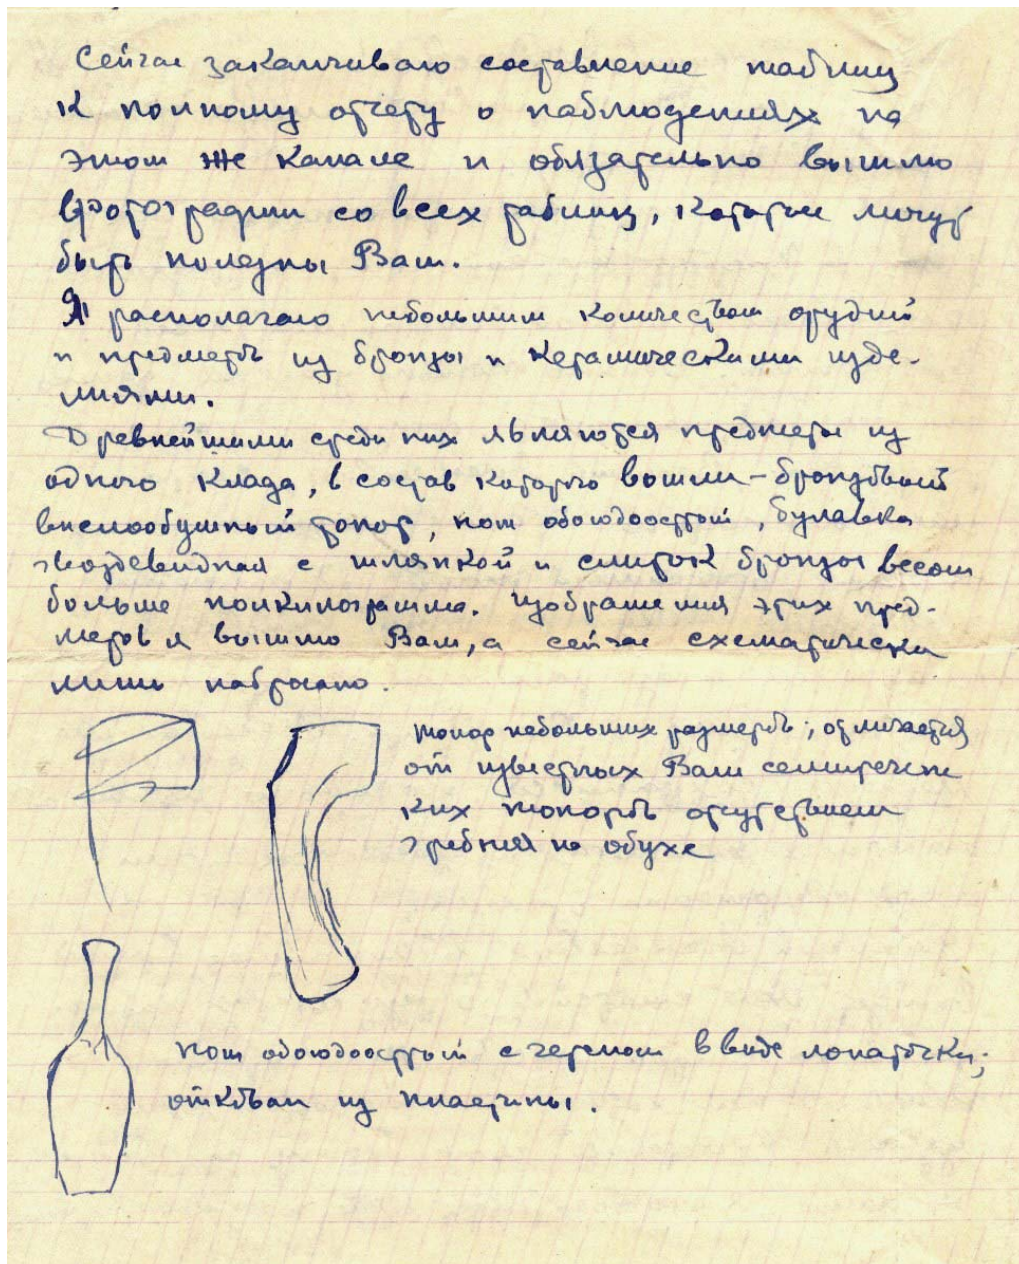 Сейчас заканчиваю составление таблиц
к полному отчету о наблюдениях на
этом же канале и обязательно вышлю
фотографии со всех таблиц, которые могут
быть полезны Вам.
Я располагаю небольшим количеством орудий
и предметов из бронзы и керамическими изде-
лиями.
Древнейшими среди них являются предметы из
одного клада, в состав которого вошли – бронзовый
вислообушный топор, нож обоюдоострый, булавка
гвоздевидная с шляпкой и слиток бронзы весом
больше полкилограмма. Изображения этих пред-
метов я вышлю Вам, а сейчас схематически
лишь набросано.
топор небольших размеров; отличается
от известных Вам семиречен
ких топоров отсутствием
гребня на обухе
нож обоюдоострый с череном в виде лопаточки;
откован из пластины.